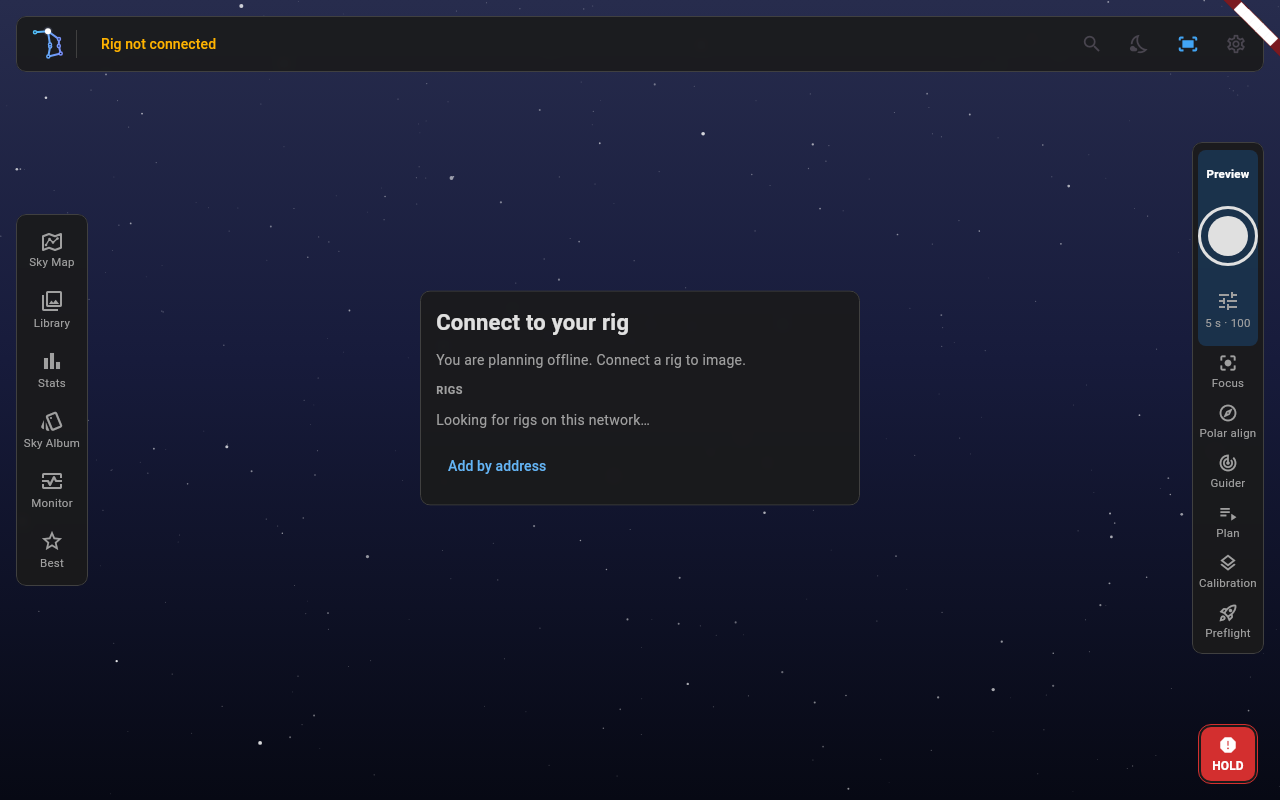 Rig not connected
Preview
5 s · 100
Focus
Polar align
Guider
Plan
Calibration
Preflight
Sky Map
Library
Stats
Sky Album
Monitor
Best
Connect to your rig
You are planning offline. Connect a rig to image.
RIGS
Looking for rigs on this network…
Add by address
HOLD